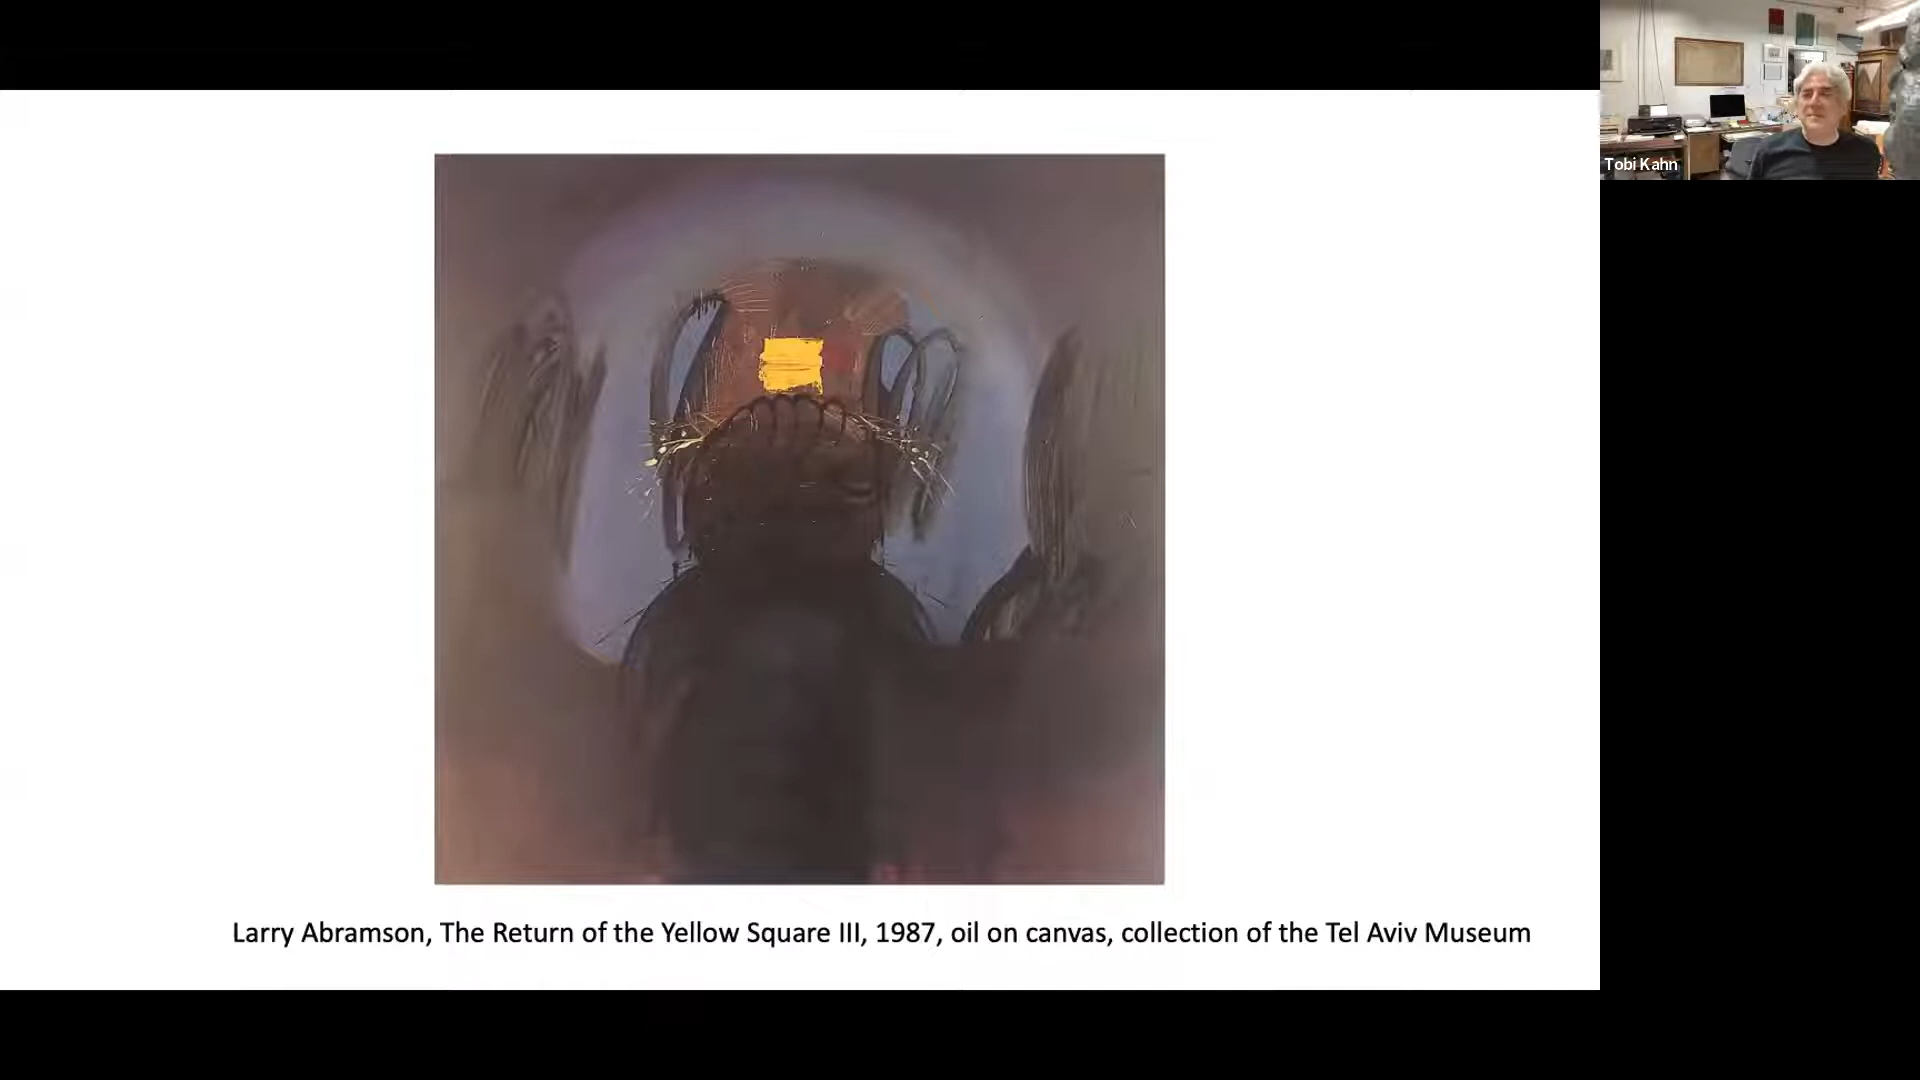 Tobi Kahn
Larry Abramson, The Return of the Yellow Square III, 1987, oil on canvas, collection of the Tel Aviv Museum